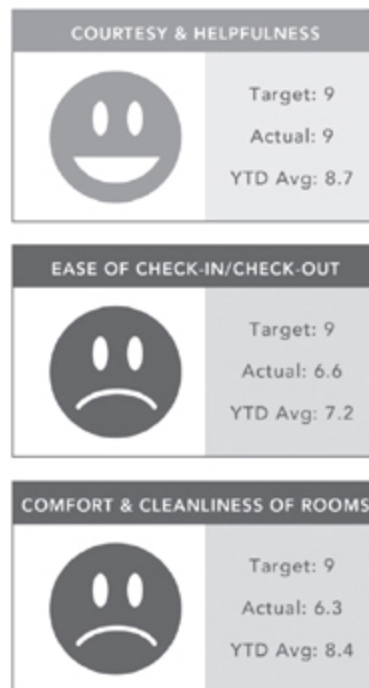 COURTESY & HELPFULNESS
Target: 9
Actual: 9
YTD Avg: 8.7
EASE OF CHECK-IN/CHECK-OUT
Target: 9
Actual: 6.6
YTD Avg: 7.2
COMFORT & CLEANLINESS OF ROOMS
Target: 9
Actual: 6.3
YTD Avg: 8.4